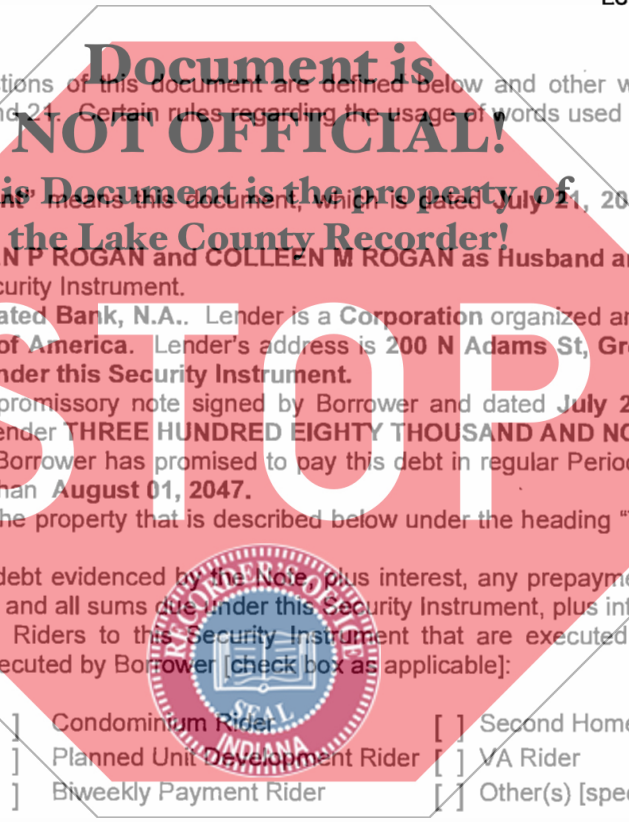 Document is
tions of this document are defined below and other w
nd 21. Certain rules regarding the usage of words used
NOT OFFICIAL!
is Document is the property of
nt" means this document, which is dated July 21, 20
the Lake County Recorder!
N P ROGAN and COLLEEN M ROGAN as Husband a
curity Instrument.
ated Bank, N.A.. Lender is a Corporation organized a
of America. Lender's address is 200 N Adams St, Gr
nder this Security Instrument.
STOP
promissory note signed by Borrower and dated July 2
ender THREE HUNDRED EIGHTY THOUSAND AND NO
Borrower has promised to pay this debt in regular Perio
han August 01, 2047.
he property that is described below under the heading "
debt evidenced by the Note, plus interest, any prepayme
and all sums due under this Security Instrument, plus in
Riders to this Security Instrument that are executed
ecuted by Borrower [check box as applicable]:
RECORDER'S OFFICE
SEAL
INDIANA
] Condominium Rider [ ] Second Home
] Planned Unit Development Rider [ ] VA Rider
] Biweekly Payment Rider [ ] Other(s) [spec